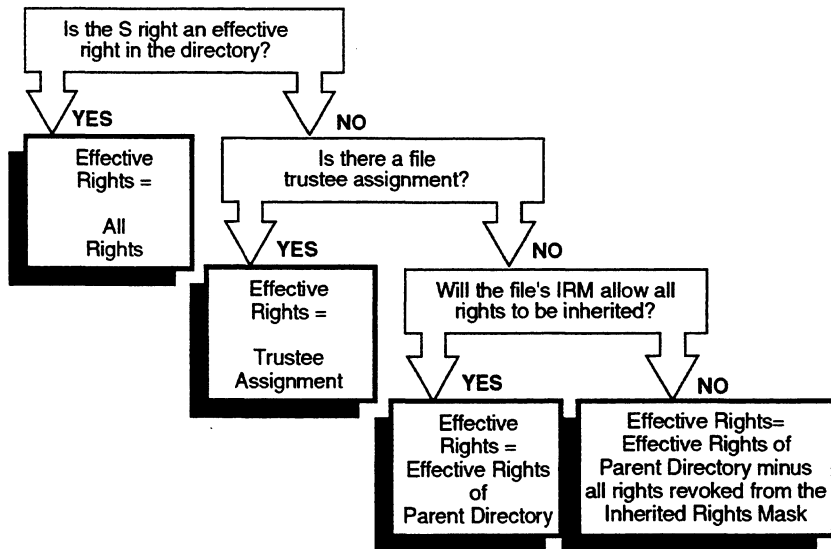 Is the S right an effective
right in the directory?
YES
NO
Effective
Rights =
All
Rights
Is there a file
trustee assignment?
YES
NO
Effective
Rights =
Trustee
Assignment
Will the file's IRM allow all
rights to be inherited?
YES
NO
Effective
Rights =
Effective Rights
of
Parent Directory
Effective Rights=
Effective Rights of
Parent Directory minus
all rights revoked from the
Inherited Rights Mask